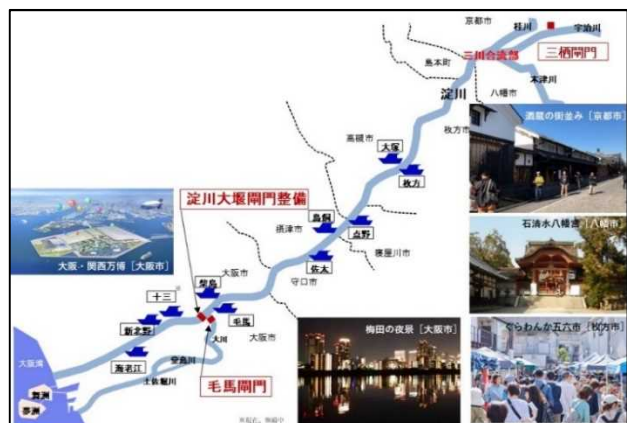 京都市
桂川
宇治川
三川合流部
三栖閘門
島本町
木津川
淀川
八幡市
酒蔵の街並み［京都市］
高槻市
枚方市
大塚
枚方
淀川大堰閘門整備
鳥飼
点野
摂津市
寝屋川市
石清水八幡宮［八幡市］
佐太
守口市
大阪・関西万博［大阪市］
大阪市
柴島
十三
毛馬
新北野
大川
大阪市
梅田の夜景［大阪市］
くらわんか五六市［枚方市］
海老江
堂島川
毛馬閘門
大阪湾
土佐堀川
舞洲
夢洲